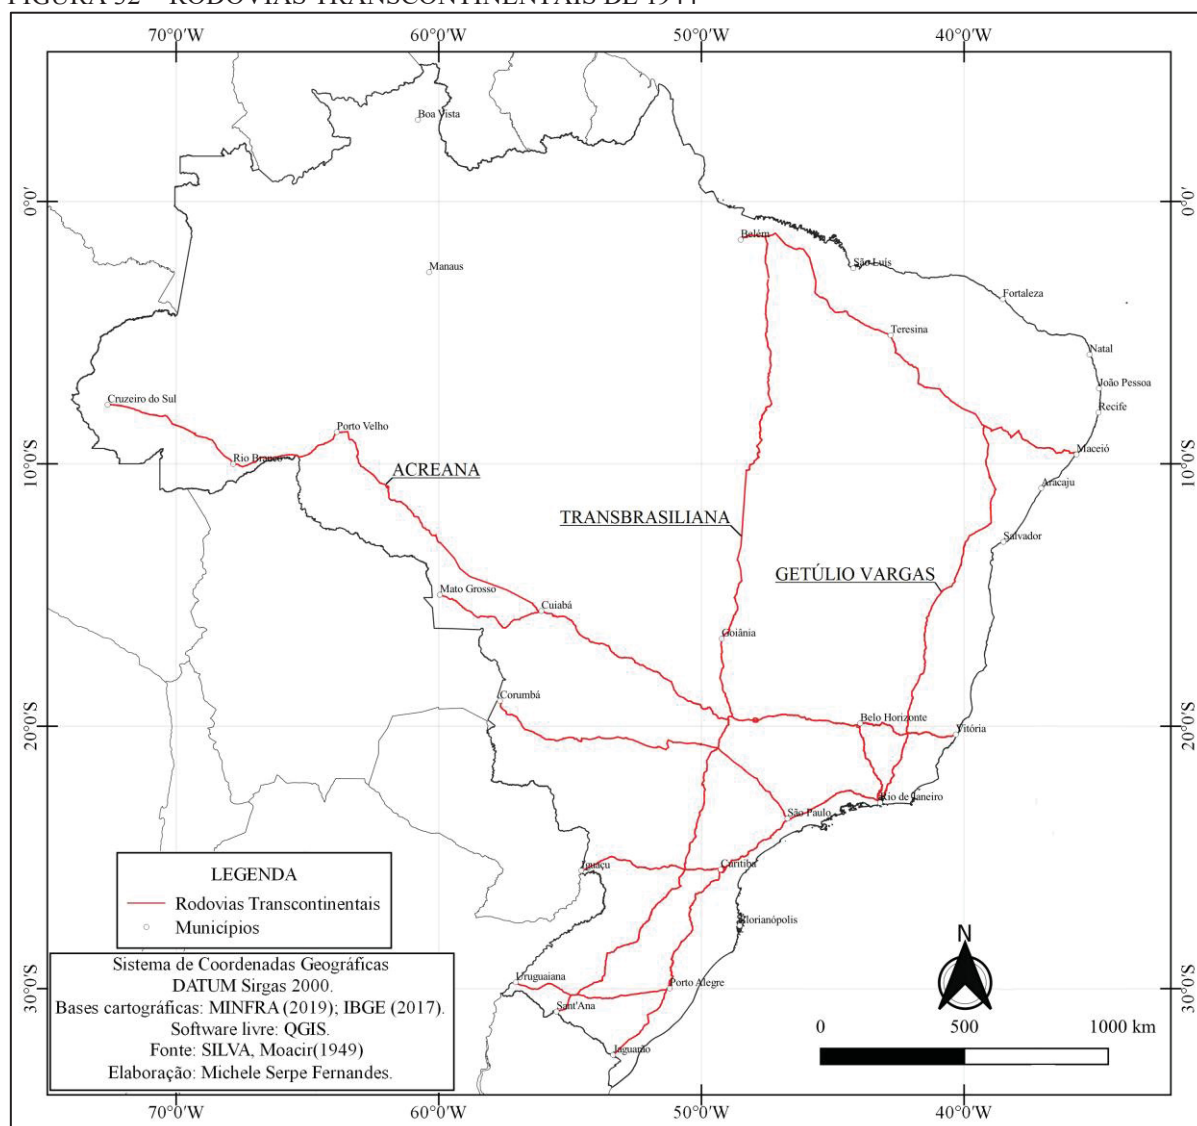 FIGURA 32 – RODOVIAS TRANSCONTINENTAIS DE 1944
70°0'W 60°0'W 50°0'W 40°0'W
Boa Vista
0°0' 0°0'
Belém
São Luís
Manaus
Fortaleza
Teresina
Natal
João Pessoa
Cruzeiro do Sul
Recife
Porto Velho
Maceió
Rio Branco
10°0'S 10°0'S
ACREANA
Aracaju
TRANSBRASILIANA
Salvador
GETÚLIO VARGAS
Mato Grosso
Cuiabá
Goiânia
Corumbá
Belo Horizonte
20°0'S 20°0'S
Vitória
Rio de Janeiro
São Paulo
Iguaçu
Curitiba
LEGENDA
Rodovias Transcontinentais
Municípios
Florianópolis
Sistema de Coordenadas Geográficas
DATUM Sirgas 2000.
Bases cartográficas: MINFRA (2019); IBGE (2017).
Software livre: QGIS.
Fonte: SILVA, Moacir(1949)
Elaboração: Michele Serpe Fernandes.
N
Uruguaiana
Porto Alegre
30°0'S 30°0'S
Sant'Ana
0 500 1000 km
Jaguarão
70°0'W 60°0'W 50°0'W 40°0'W